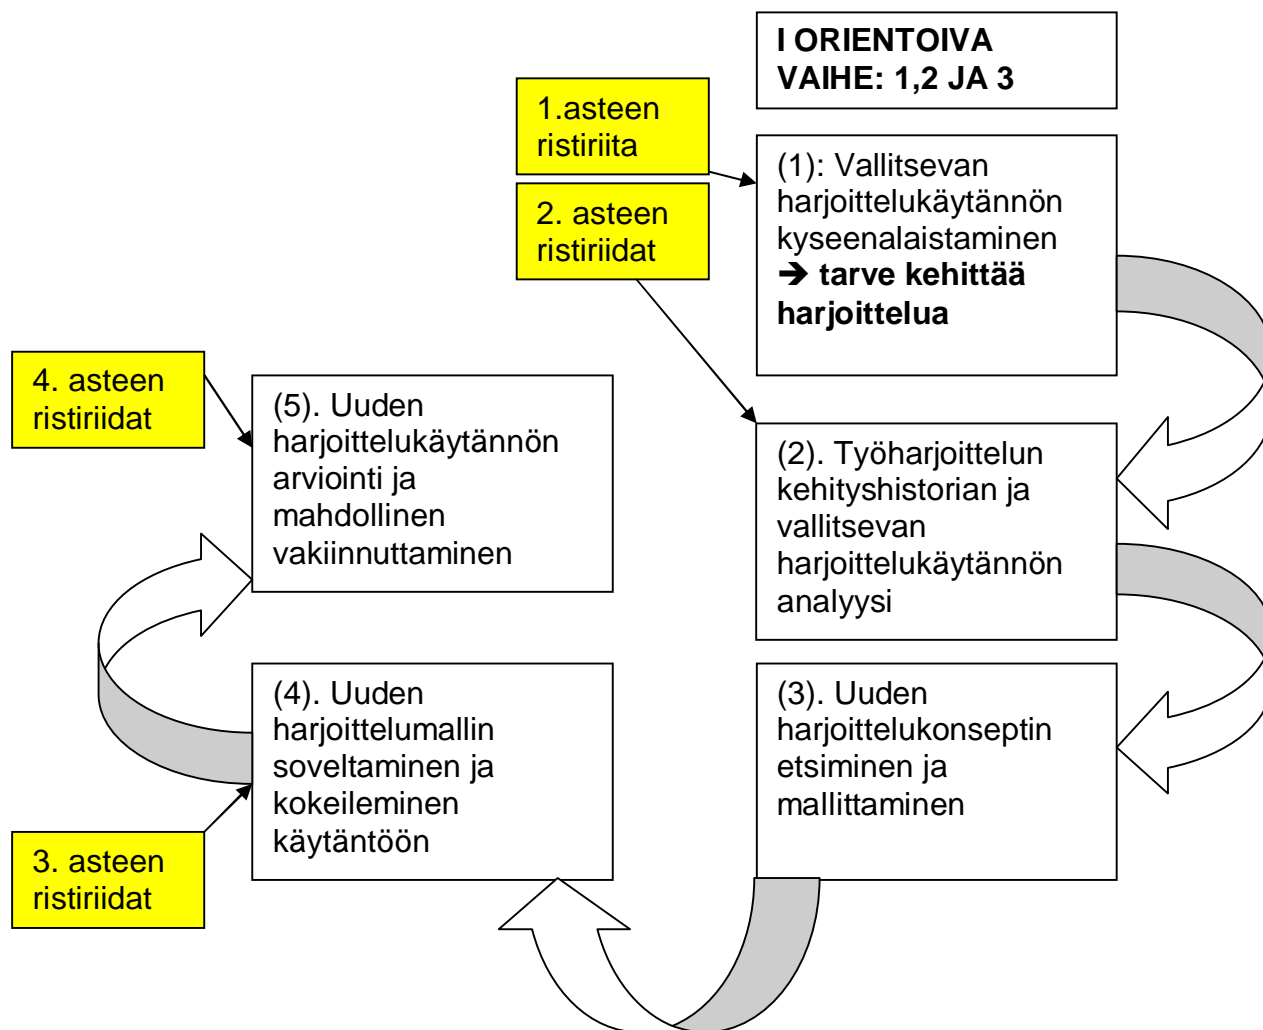 I ORIENTOIVA
VAIHE: 1,2 JA 3
1.asteen
ristiriita
(1): Vallitsevan
harjoittelukäytännön
kyseenalaistaminen
➔ tarve kehittää
harjoittelua
2. asteen
ristiriidat
4. asteen
ristiriidat
(5). Uuden
harjoittelukäytännön
arviointi ja
mahdollinen
vakiinnuttaminen
(2). Työharjoittelun
kehityshistorian ja
vallitsevan
harjoittelukäytännön
analyysi
(4). Uuden
harjoittelumallin
soveltaminen ja
kokeileminen
käytäntöön
(3). Uuden
harjoittelukonseptin
etsiminen ja
mallittaminen
3. asteen
ristiriidat